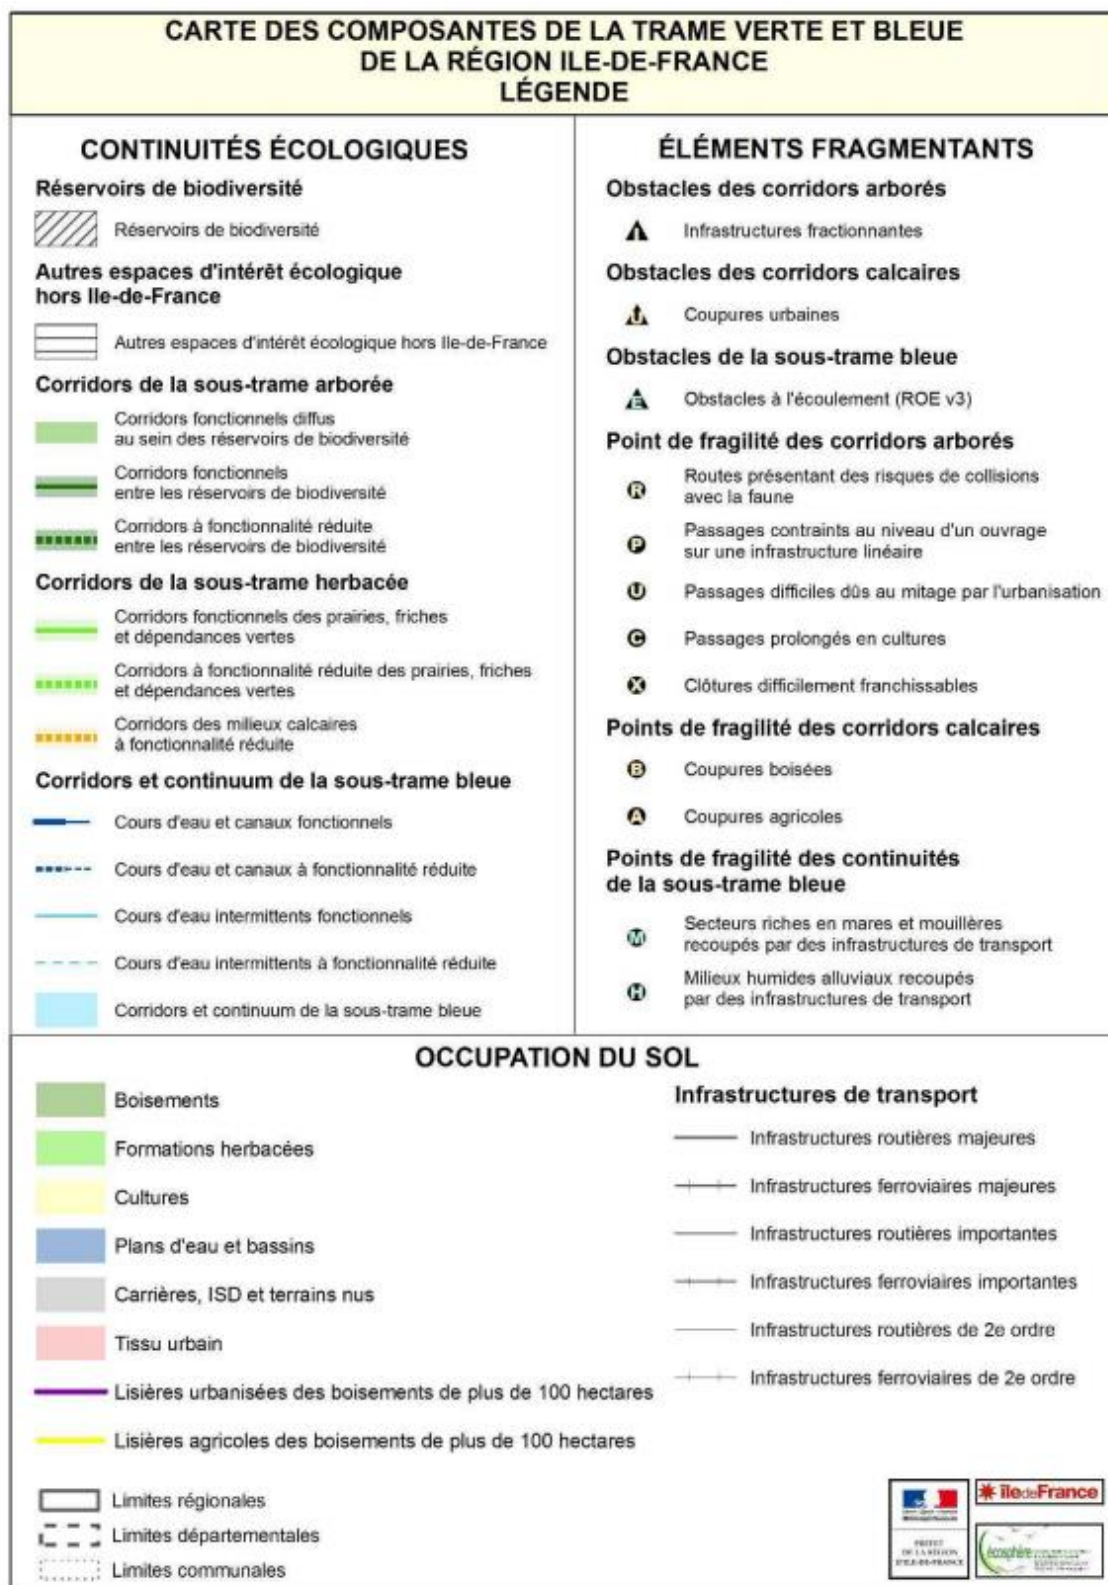 CARTE DES COMPOSANTES DE LA TRAME VERTE ET BLEUE
DE LA RÉGION ILE-DE-FRANCE
LÉGENDE
CONTINUITÉS ÉCOLOGIQUES
Réservoirs de biodiversité
Réservoirs de biodiversité
Autres espaces d'intérêt écologique
hors Ile-de-France
Autres espaces d'intérêt écologique hors Ile-de-France
Corridors de la sous-trame arborée
Corridors fonctionnels diffus
au sein des réservoirs de biodiversité
Corridors fonctionnels
entre les réservoirs de biodiversité
Corridors à fonctionnalité réduite
entre les réservoirs de biodiversité
Corridors de la sous-trame herbacée
Corridors fonctionnels des prairies, friches
et dépendances vertes
Corridors à fonctionnalité réduite des prairies, friches
et dépendances vertes
Corridors des milieux calcaires
à fonctionnalité réduite
Corridors et continuum de la sous-trame bleue
Cours d'eau et canaux fonctionnels
Cours d'eau et canaux à fonctionnalité réduite
Cours d'eau intermittents fonctionnels
Cours d'eau intermittents à fonctionnalité réduite
Corridors et continuum de la sous-trame bleue
ÉLÉMENTS FRAGMENTANTS
Obstacles des corridors arborés
I Infrastructures fractionnantes
Obstacles des corridors calcaires
U Coupures urbaines
Obstacles de la sous-trame bleue
E Obstacles à l'écoulement (ROE v3)
Point de fragilité des corridors arborés
R Routes présentant des risques de collisions
avec la faune
P Passages contraints au niveau d'un ouvrage
sur une infrastructure linéaire
U Passages difficiles dûs au mitage par l'urbanisation
C Passages prolongés en cultures
X Clôtures difficilement franchissables
Points de fragilité des corridors calcaires
B Coupures boisées
A Coupures agricoles
Points de fragilité des continuités
de la sous-trame bleue
M Secteurs riches en mares et mouillères
recoupés par des infrastructures de transport
H Milieux humides alluviaux recoupés
par des infrastructures de transport
OCCUPATION DU SOL
Boisements
Formations herbacées
Cultures
Plans d'eau et bassins
Carrières, ISD et terrains nus
Tissu urbain
Lisières urbanisées des boisements de plus de 100 hectares
Lisières agricoles des boisements de plus de 100 hectares
Limites régionales
Limites départementales
Limites communales
Infrastructures de transport
Infrastructures routières majeures
Infrastructures ferroviaires majeures
Infrastructures routières importantes
Infrastructures ferroviaires importantes
Infrastructures routières de 2e ordre
Infrastructures ferroviaires de 2e ordre
PRÉFET
DE LA RÉGION
D'ILE-DE-FRANCE
îledeFrance
écosphère